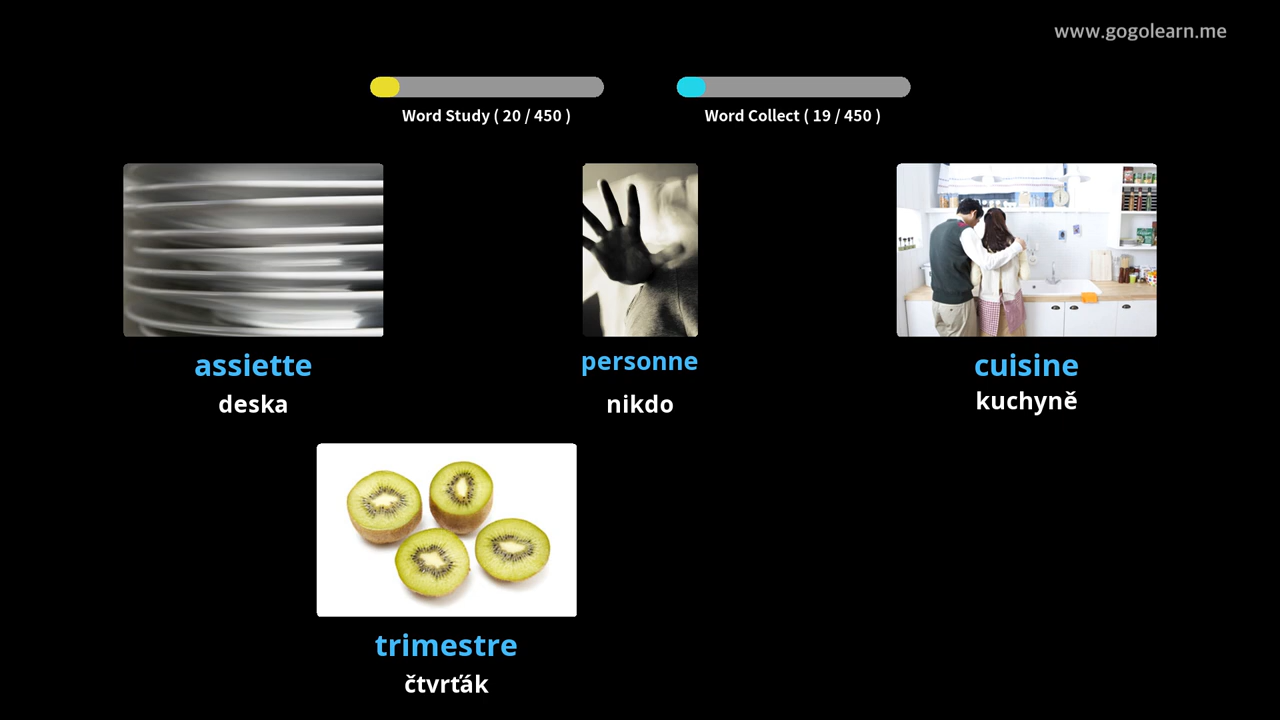 www.gogolearn.me
Word Study ( 20 / 450 )
Word Collect ( 19 / 450 )
assiette
deska
personne
nikdo
cuisine
kuchyně
trimestre
čtvrťák